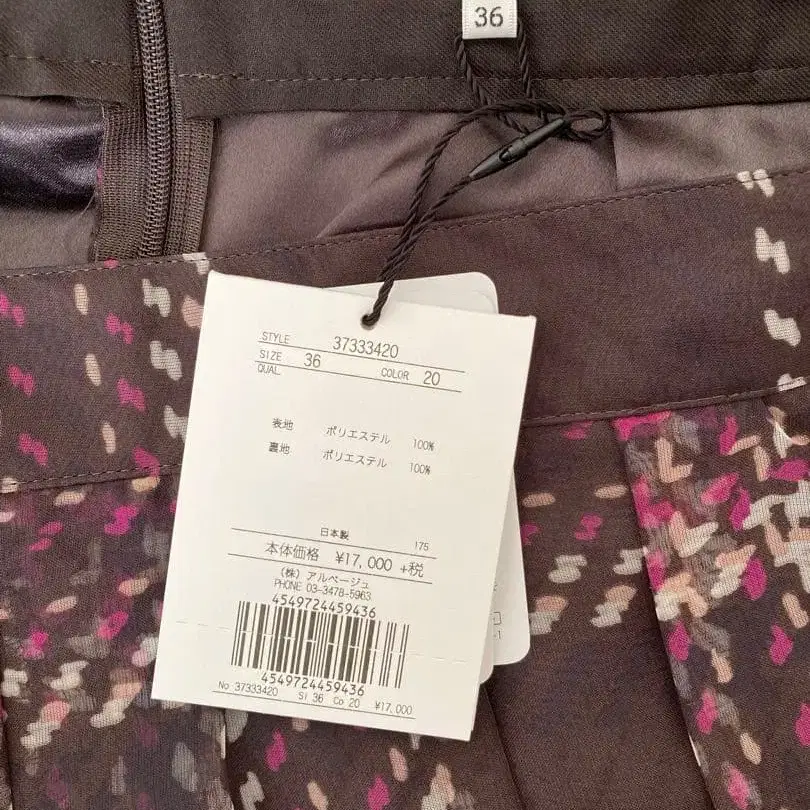 36
STYLE 37333420
SIZE 36 COLOR 20
QUAL
表地 ポリエステル 100%
裏地 ポリエステル 100%
日本製 175
本体価格 ¥17,000 +税
(株) アルページュ
PHONE 03-3478-5963
4549724459436
4549724459436
No 37333420 SI 36 Co 20 ¥17,000
-1